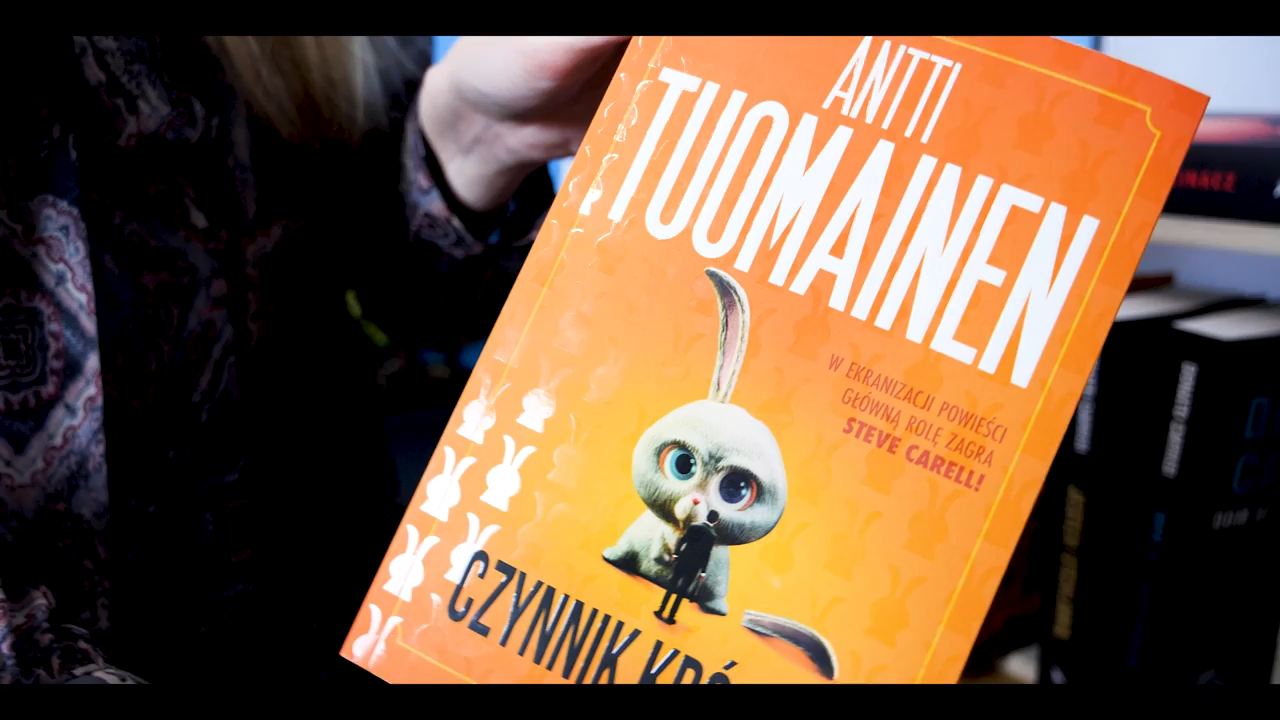 ANTTI
TUOMAINEN
W EKRANIZACJI POWIEŚCI
GŁÓWNĄ ROLĘ ZAGRA
STEVE CARELL!
CZYNNIK